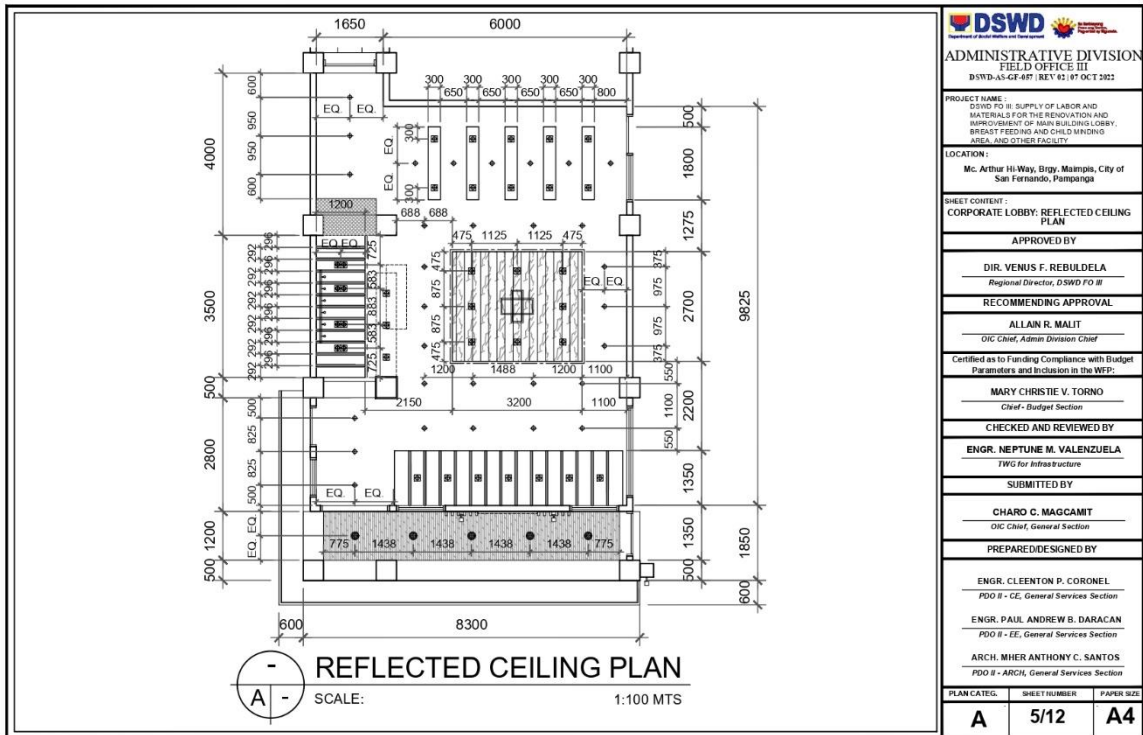 1650
6000
300 300 300 300 300
650 650 650 650 800
600
950
950
600
EQ. EQ.
300
EQ.
EQ.
300
4000
3500
500
2800
1200
500
500
1800
1275
2700
2200
1350
1350
500
9825
1850
600
1200
688 688
475 1125 1125 475
EQ EQ
725
583
883
583
725
296
292
296
292
296
292
296
292
296
292
475
875
875
475
EQ. EQ.
375
975
975
375
1200 1488 1200 1100
550
1100
550
2150 3200 1100
500
825
825
500
EQ. EQ.
EQ. EQ.
775 1438 1438 1438 1438 775
600
8300
-
A -
REFLECTED CEILING PLAN
SCALE: 1:100 MTS
DSWD
Department of Social Welfare and Development
ADMINISTRATIVE DIVISION
FIELD OFFICE III
DSWD-AS-GF-057 | REV 02 | 07 OCT 2022
PROJECT NAME :
DSWD FO III: SUPPLY OF LABOR AND
MATERIALS FOR THE RENOVATION AND
IMPROVEMENT OF MAIN BUILDING LOBBY,
BREAST FEEDING AND CHILD MINDING
AREA, AND OTHER FACILITY
LOCATION :
Mc. Arthur Hi-Way, Brgy. Maimpis, City of
San Fernando, Pampanga
SHEET CONTENT :
CORPORATE LOBBY: REFLECTED CEILING
PLAN
APPROVED BY
DIR. VENUS F. REBULDELA
Regional Director, DSWD FO III
RECOMMENDING APPROVAL
ALLAIN R. MALIT
OIC Chief, Admin Division Chief
Certified as to Funding Compliance with Budget
Parameters and Inclusion in the WFP:
MARY CHRISTIE V. TORNO
Chief - Budget Section
CHECKED AND REVIEWED BY
ENGR. NEPTUNE M. VALENZUELA
TWG for Infrastructure
SUBMITTED BY
CHARO C. MAGCAMIT
OIC Chief, General Section
PREPARED/DESIGNED BY
ENGR. CLEENTON P. CORONEL
PDO II - CE, General Services Section
ENGR. PAUL ANDREW B. DARACAN
PDO II - EE, General Services Section
ARCH. MHER ANTHONY C. SANTOS
PDO II - ARCH, General Services Section
PLAN CATEG. SHEET NUMBER PAPER SIZE
A 5/12 A4